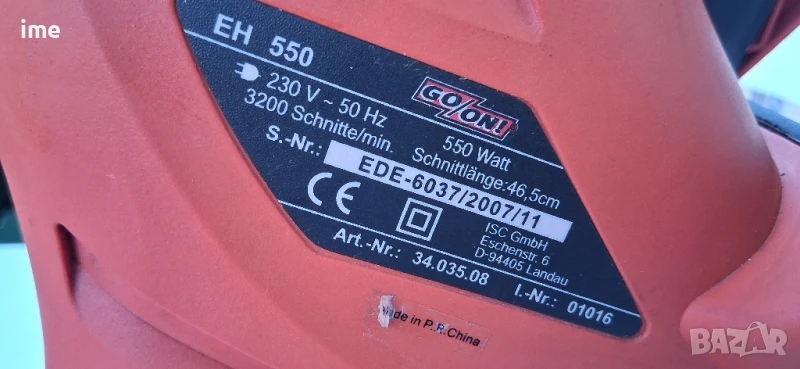 ime
EH 550
GO/ON!
230 V ~ 50 Hz
550 Watt
3200 Schnitte/min.
Schnittlänge:46,5cm
S.-Nr.: EDE-6037/2007/11
CE
ISC GmbH
Eschenstr. 6
D-94405 Landau
Art.-Nr.: 34.035.08
I.-Nr.: 01016
Made in P.R.China
BAZAR